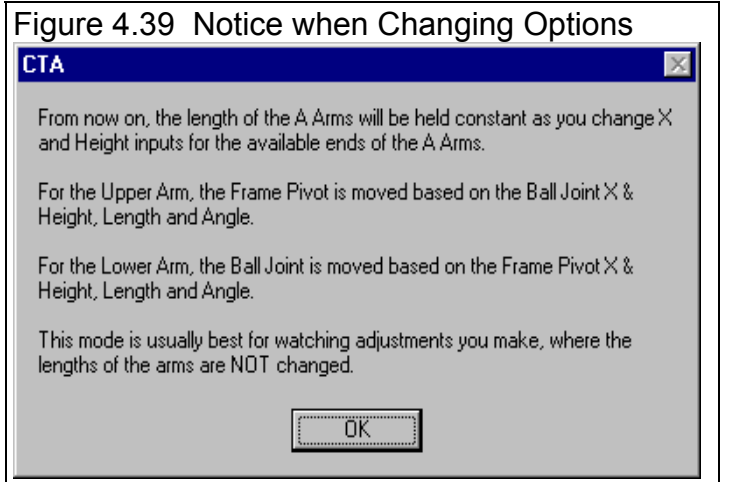 Figure 4.39  Notice when Changing Options
CTA
From now on, the length of the A Arms will be held constant as you change X
and Height inputs for the available ends of the A Arms.
For the Upper Arm, the Frame Pivot is moved based on the Ball Joint X &
Height, Length and Angle.
For the Lower Arm, the Ball Joint is moved based on the Frame Pivot X &
Height, Length and Angle.
This mode is usually best for watching adjustments you make, where the
lengths of the arms are NOT changed.
OK